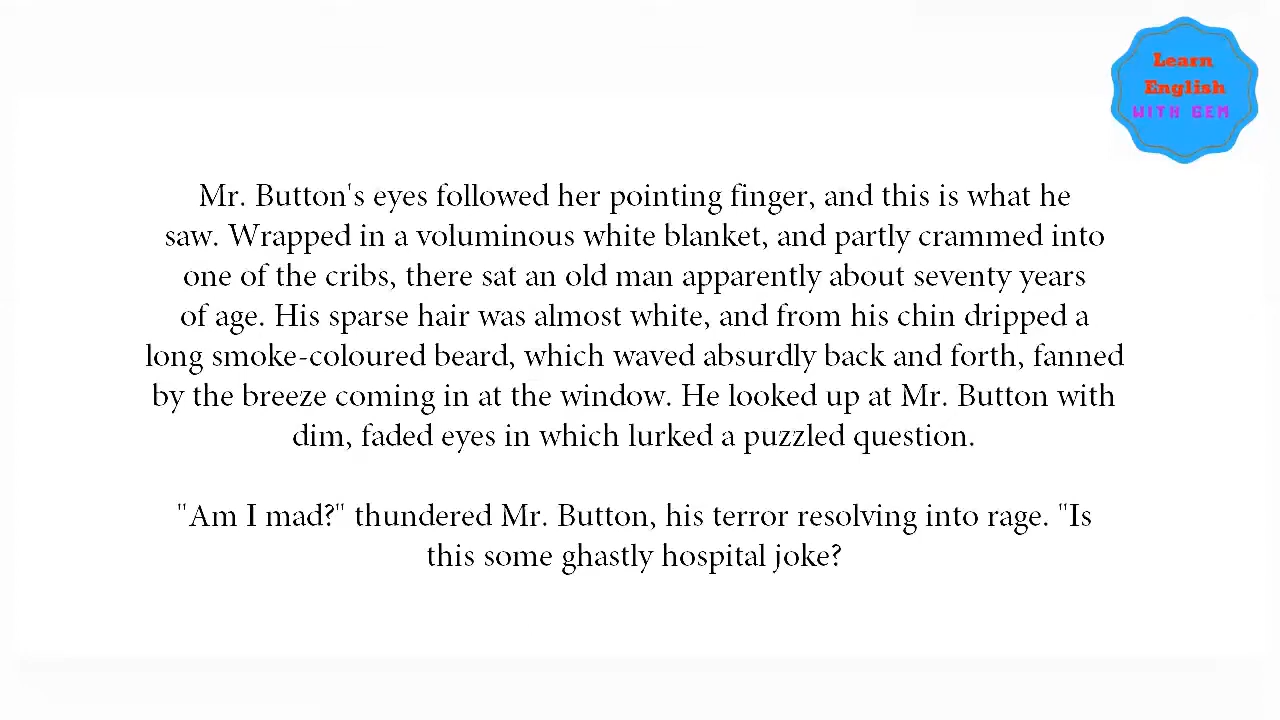 Learn
English
WITH GEM
Mr. Button's eyes followed her pointing finger, and this is what he
saw. Wrapped in a voluminous white blanket, and partly crammed into
one of the cribs, there sat an old man apparently about seventy years
of age. His sparse hair was almost white, and from his chin dripped a
long smoke-coloured beard, which waved absurdly back and forth, fanned
by the breeze coming in at the window. He looked up at Mr. Button with
dim, faded eyes in which lurked a puzzled question.
"Am I mad?" thundered Mr. Button, his terror resolving into rage. "Is
this some ghastly hospital joke?